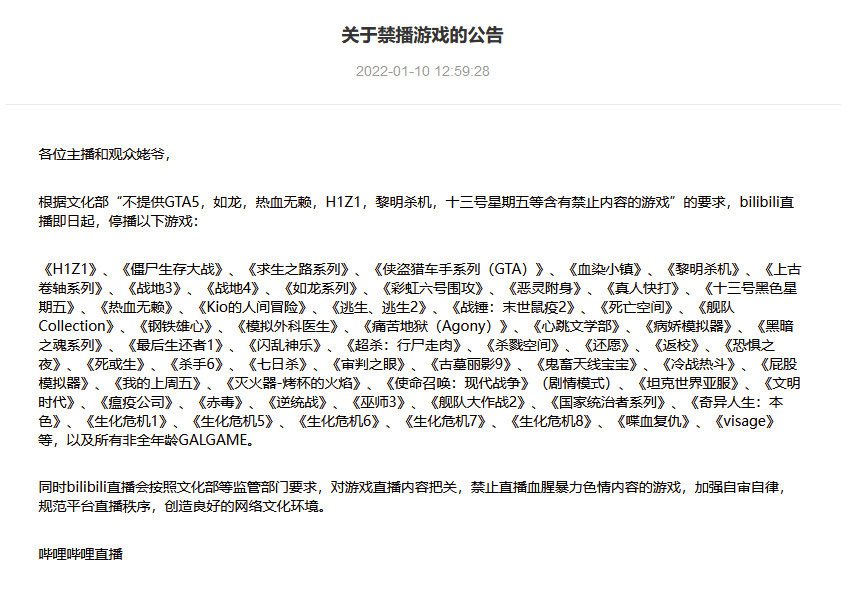 关于禁播游戏的公告
2022-01-10 12:59:28
各位主播和观众姥爷，
根据文化部“不提供GTA5，如龙，热血无赖，H1Z1，黎明杀机，十三号星期五等含有禁止内容的游戏”的要求，bilibili直
播即日起，停播以下游戏：
《H1Z1》、《僵尸生存大战》、《求生之路系列》、《侠盗猎车手系列（GTA）》、《血染小镇》、《黎明杀机》、《上古
卷轴系列》、《战地3》、《战地4》、《如龙系列》、《彩虹六号围攻》、《恶灵附身》、《真人快打》、《十三号黑色星
期五》、《热血无赖》、《Kio的人间冒险》、《逃生、逃生2》、《战锤：末世鼠疫2》、《死亡空间》、《舰队
Collection》、《钢铁雄心》、《模拟外科医生》、《痛苦地狱（Agony）》、《心跳文学部》、《病娇模拟器》、《黑暗
之魂系列》、《最后生还者1》、《闪乱神乐》、《超杀：行尸走肉》、《杀戮空间》、《还愿》、《返校》、《恐惧之
夜》、《死或生》、《杀手6》、《七日杀》、《审判之眼》、《古墓丽影9》、《鬼畜天线宝宝》、《冷战热斗》、《屁股
模拟器》、《我的上周五》、《灭火器-烤杯的火焰》、《使命召唤：现代战争》（剧情模式）、《坦克世界亚服》、《文明
时代》、《瘟疫公司》、《赤毒》、《逆统战》、《巫师3》、《舰队大作战2》、《国家统治者系列》、《奇异人生：本
色》、《生化危机1》、《生化危机5》、《生化危机6》、《生化危机7》、《生化危机8》、《喋血复仇》、《visage》
等，以及所有非全年龄GALGAME。
同时bilibili直播会按照文化部等监管部门要求，对游戏直播内容把关，禁止直播血腥暴力色情内容的游戏，加强自审自律，
规范平台直播秩序，创造良好的网络文化环境。
哔哩哔哩直播